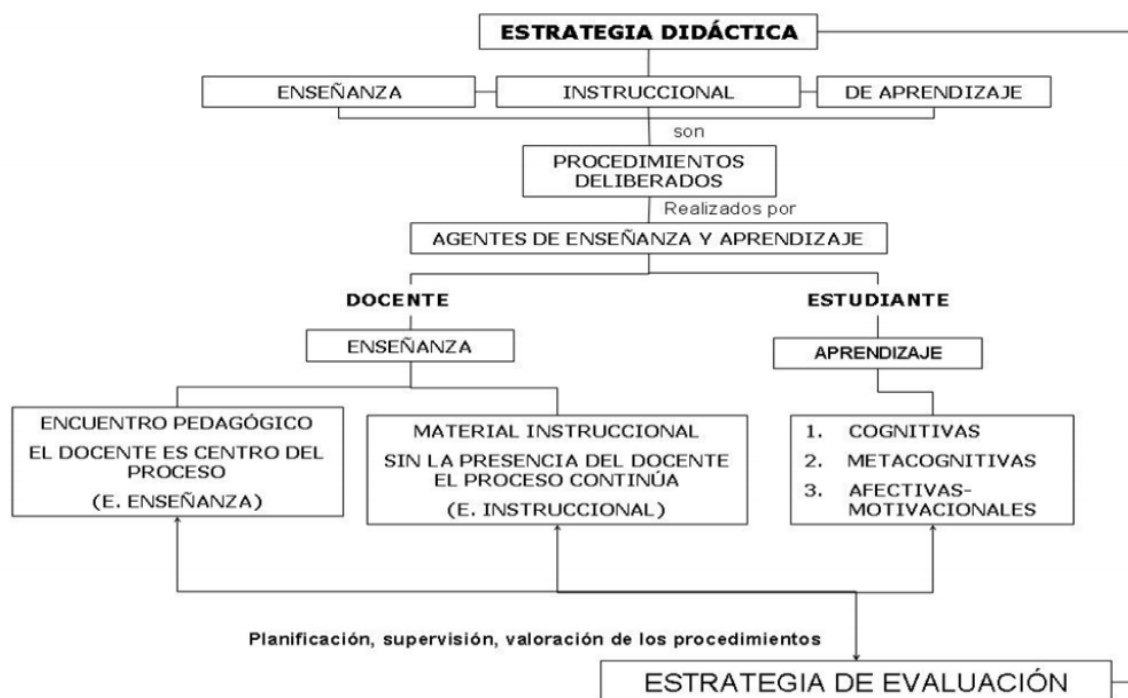 ESTRATEGIA DIDÁCTICA
ENSEÑANZA
INSTRUCCIONAL
DE APRENDIZAJE
son
PROCEDIMIENTOS
DELIBERADOS
Realizados por
AGENTES DE ENSEÑANZA Y APRENDIZAJE
DOCENTE
ESTUDIANTE
ENSEÑANZA
APRENDIZAJE
ENCUENTRO PEDAGÓGICO
EL DOCENTE ES CENTRO DEL
PROCESO
(E. ENSEÑANZA)
MATERIAL INSTRUCCIONAL
SIN LA PRESENCIA DEL DOCENTE
EL PROCESO CONTINÚA
(E. INSTRUCCIONAL)
1. COGNITIVAS
2. METACOGNITIVAS
3. AFECTIVAS-
MOTIVACIONALES
Planificación, supervisión, valoración de los procedimientos
ESTRATEGIA DE EVALUACIÓN